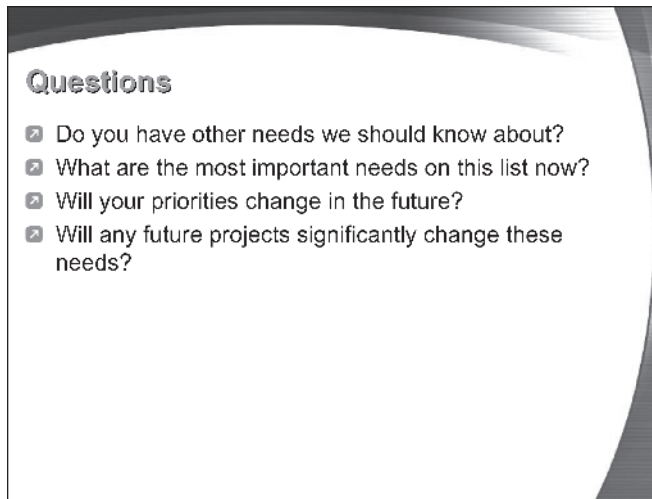 Questions
Do you have other needs we should know about?
What are the most important needs on this list now?
Will your priorities change in the future?
Will any future projects significantly change these
needs?